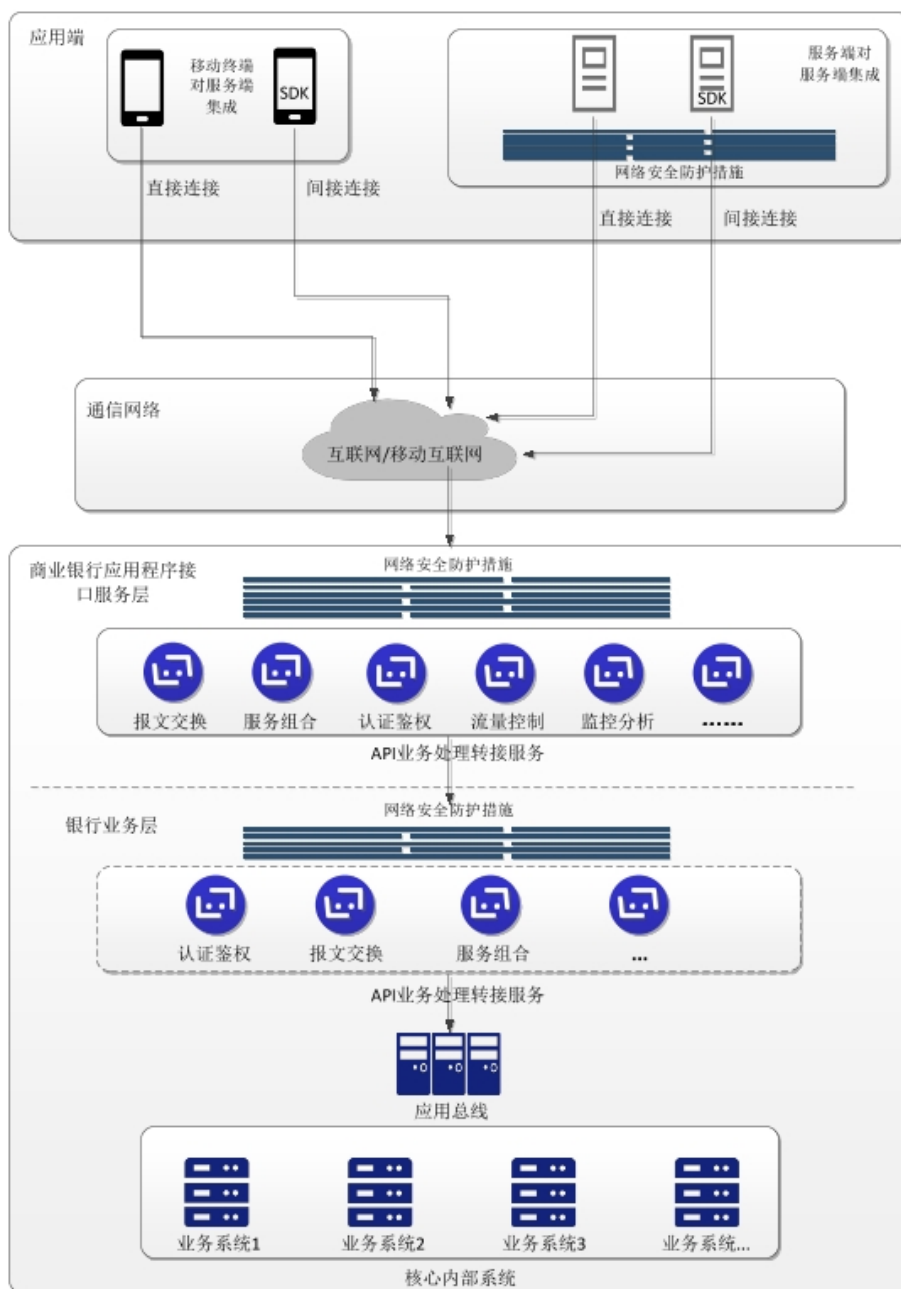 应用端
移动终端
对服务端
集成
SDK
服务端对
服务端集成
SDK
网络安全防护措施
直接连接
间接连接
直接连接
间接连接
通信网络
互联网/移动互联网
商业银行应用程序接
口服务层
网络安全防护措施
报文交换
服务组合
认证鉴权
流量控制
监控分析
……
API业务处理转接服务
网络安全防护措施
银行业务层
认证鉴权
报文交换
服务组合
...
API业务处理转接服务
应用总线
业务系统1
业务系统2
业务系统3
业务系统...
核心内部系统